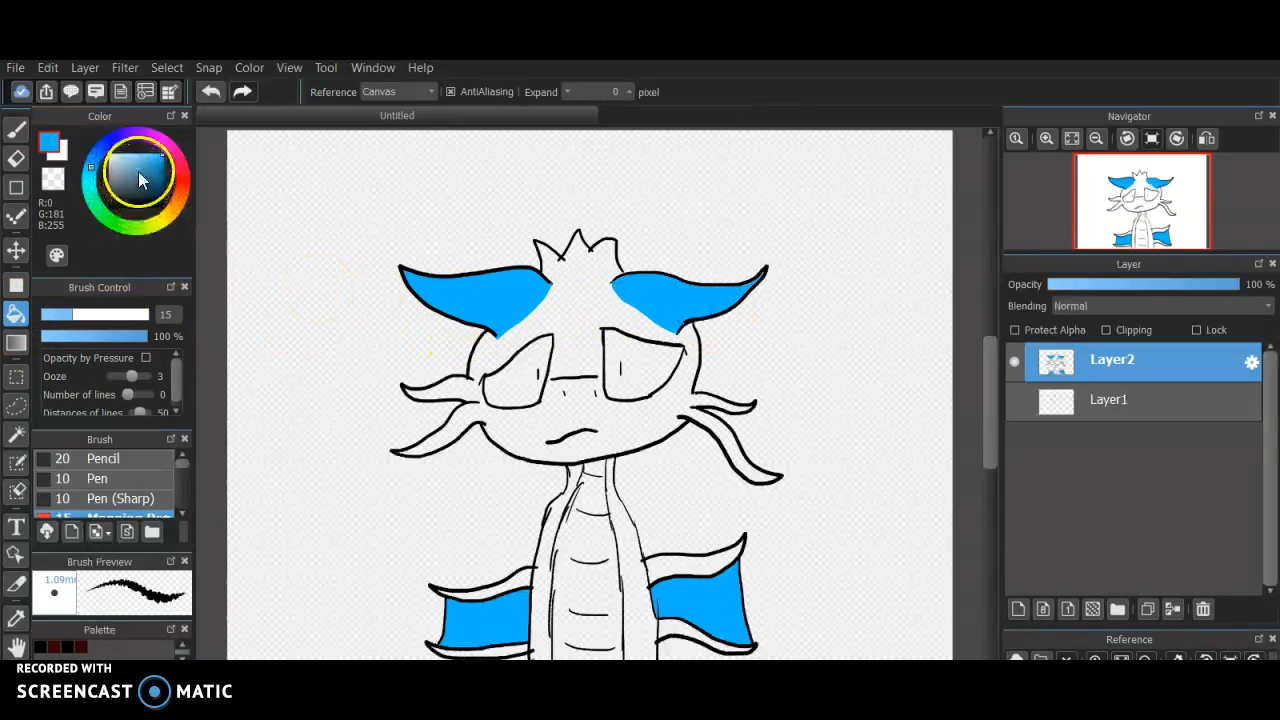 File Edit Layer Filter Select Snap Color View Tool Window Help
Reference Canvas AntiAliasing Expand 0 pixel
Color
Untitled
Navigator
R:0
G:181
B:255
Brush Control
15
100 %
Opacity by Pressure
Ooze 3
Number of lines 0
Distances of lines 50
Brush
20 Pencil
10 Pen
10 Pen (Sharp)
15
Brush Preview
1.09mm
Palette
Layer
Opacity 100 %
Blending Normal
Protect Alpha Clipping Lock
Layer2
Layer1
Reference
RECORDED WITH
SCREENCAST MATIC